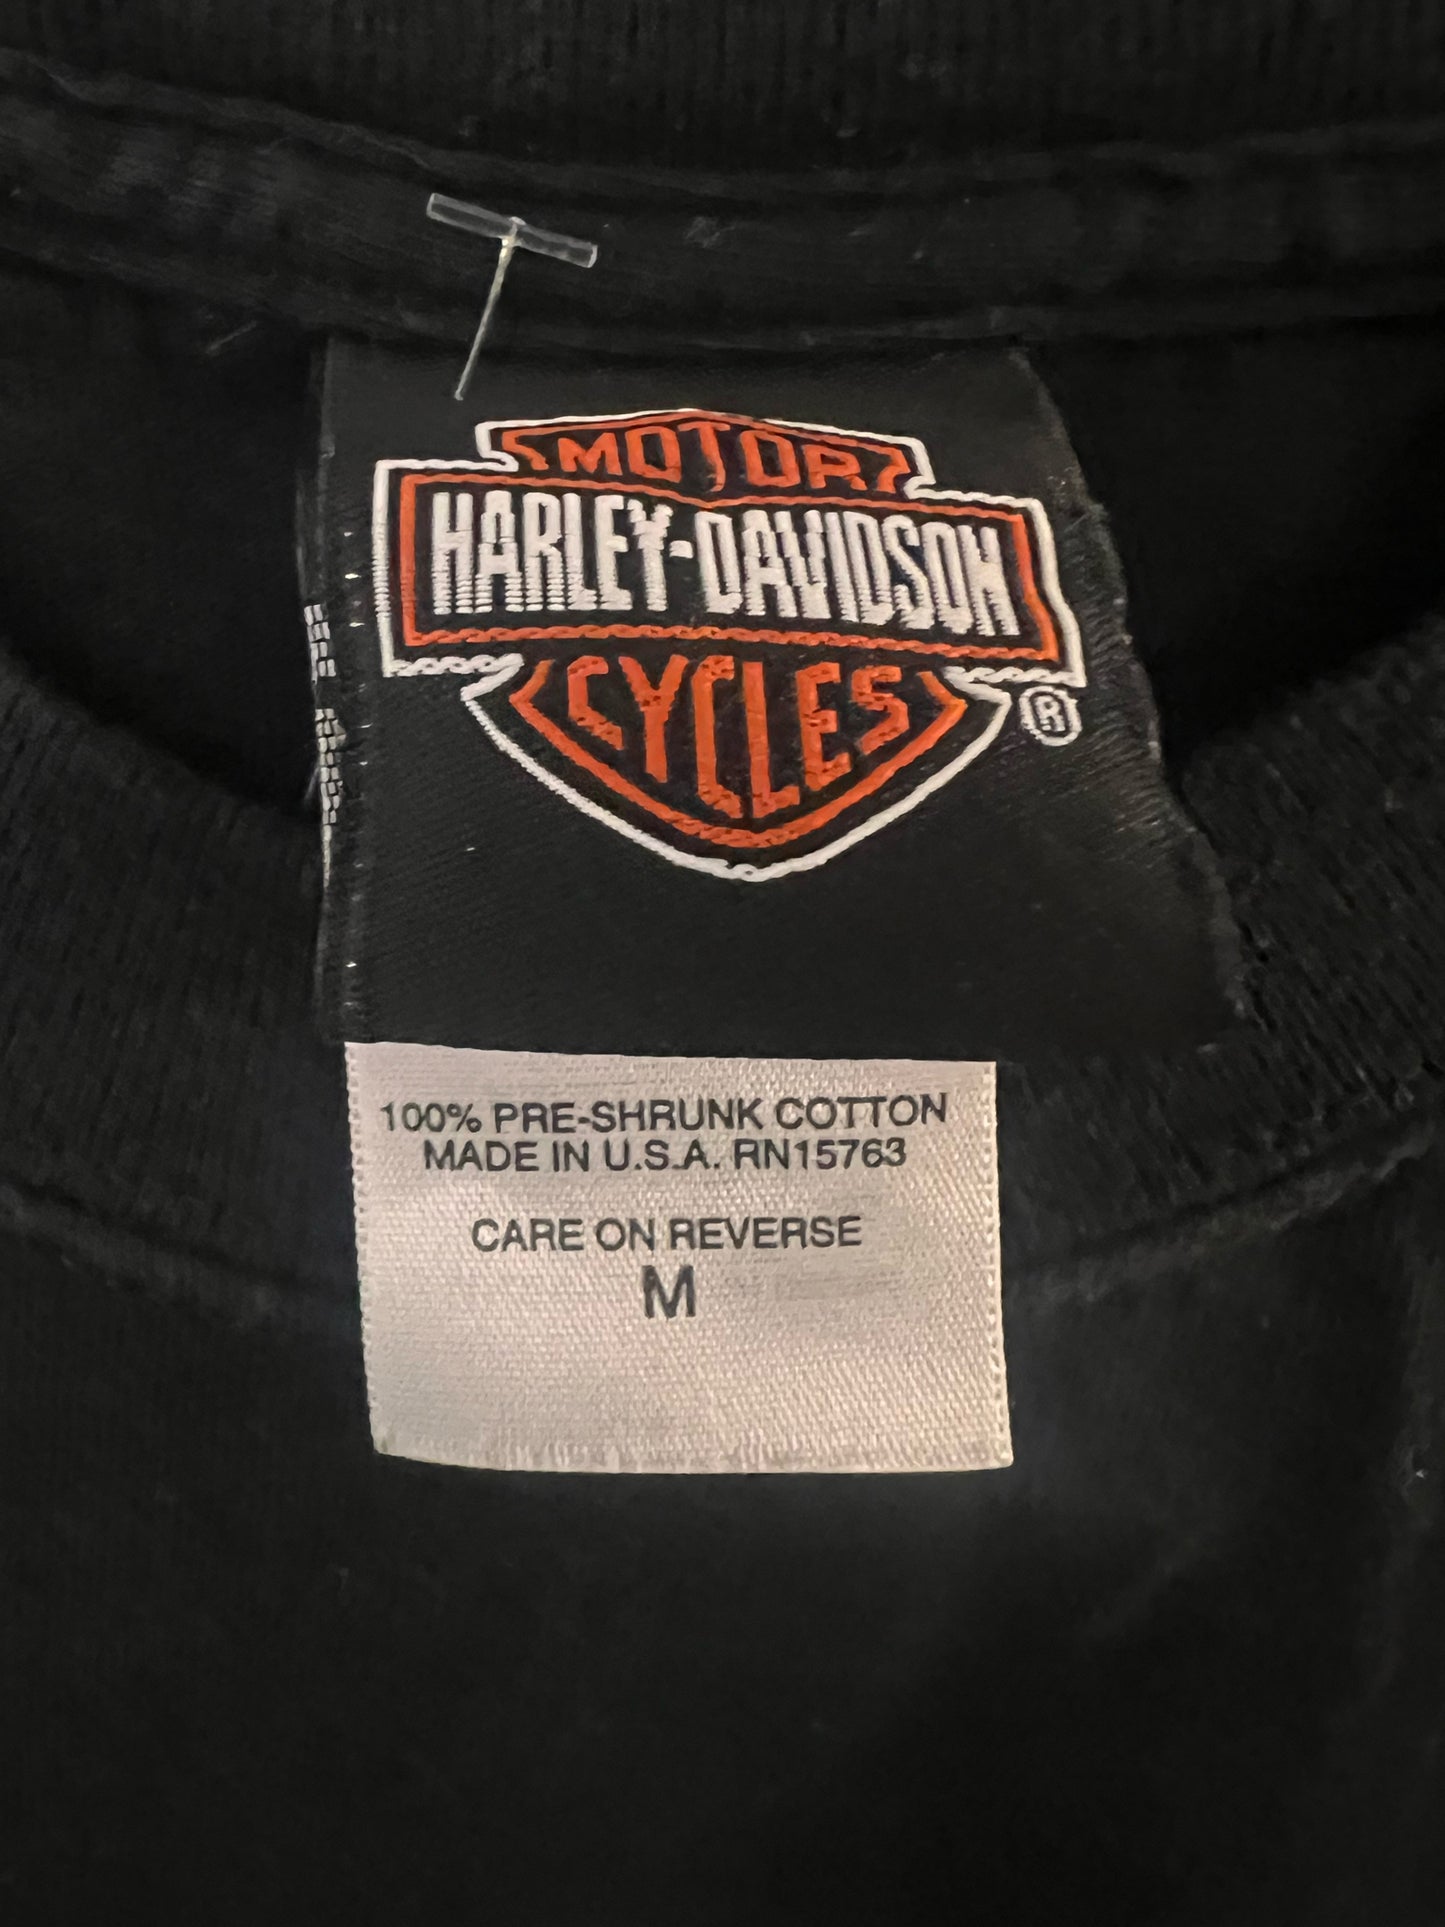 MOTOR
HARLEY-DAVIDSON
CYCLES
®
100% PRE-SHRUNK COTTON
MADE IN U.S.A. RN15763
CARE ON REVERSE
M